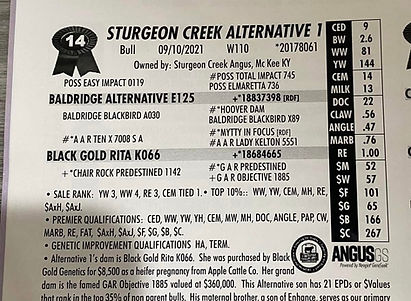 14
STURGEON CREEK ALTERNATIVE 1
Bull 09/10/2021 W110 *20178061
Owned by: Sturgeon Creek Angus, Mc Kee KY
#POSS TOTAL IMPACT 745
POSS EASY IMPACT 0119
POSS ELMARETTA 736
BALDRIDGE ALTERNATIVE E125 +*18837398 [RDF]
#HOOVER DAM
BALDRIDGE BLACKBIRD A030
BALDRIDGE BLACKBIRD X89
#*MYTTY IN FOCUS [RDF]
#*A A R TEN X 7008 S A
#A A R LADY KELTON 5551
BLACK GOLD RITA K066 +*18684665
#*G A R PREDESTINED
+*CHAIR ROCK PREDESTINED 1142
+G A R OBJECTIVE 1885
• SALE RANK: YW 3, WW 4, RE 3, CEM TIED 1. • TOP 10%:: WW, YW, CEM, MH, RE,
$AxH, $AxJ.
• PREMIER QUALIFICATIONS: CED, WW, YW, YH, CEM, MW, MH, DOC, ANGLE, PAP, CW,
MARB, RE, FAT, $AxH, $AxJ, SF, SG, $B, $C.
• GENETIC IMPROVEMENT QUALIFICATIONS HA, TERM.
• Alternative 1's dam is Black Gold Rita K066. She was purchased by Black
Gold Genetics for $8,500 as a heifer pregnancy from Apple Cattle Co. Her grand
dam is the famed GAR Objective 1885 valued at $360,000. This Alternative son has 21 EPDs or $Values
that rank in the top 35% of non parent bulls. His maternal brother, a son of Enhance, serves as our primary
CED 9
BW 2.6
WW 81
YW 144
CEM 14
MILK 13
DOC 22
CLAW .56
ANGLE .47
MARB .76
RE 1.00
SM 52
SW 57
SF 101
SG 65
SB 166
SC 267
ANGUSGS